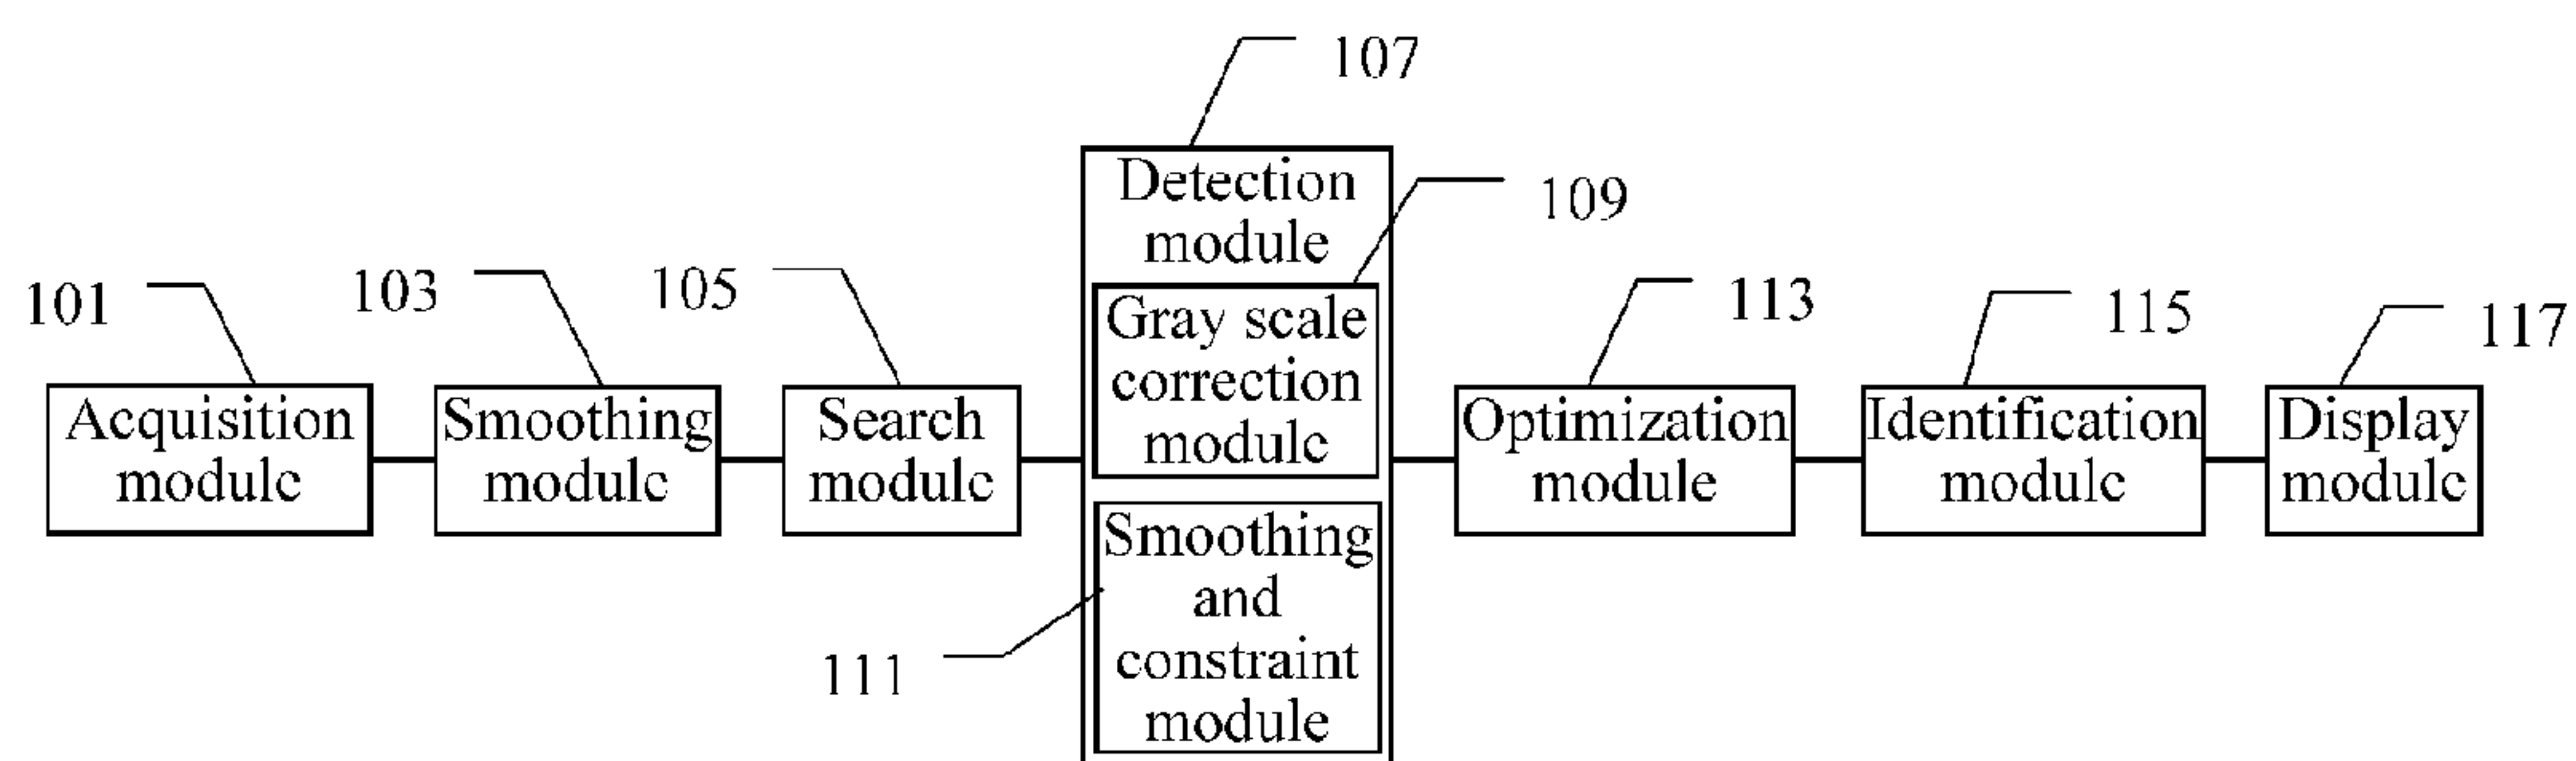 107
Detection
module
109
101
103
105
Gray scale
correction
module
113
115
117
Acquisition
module
Smoothing
module
Search
module
Optimization
module
Identification
module
Display
module
111
Smoothing
and
constraint
module